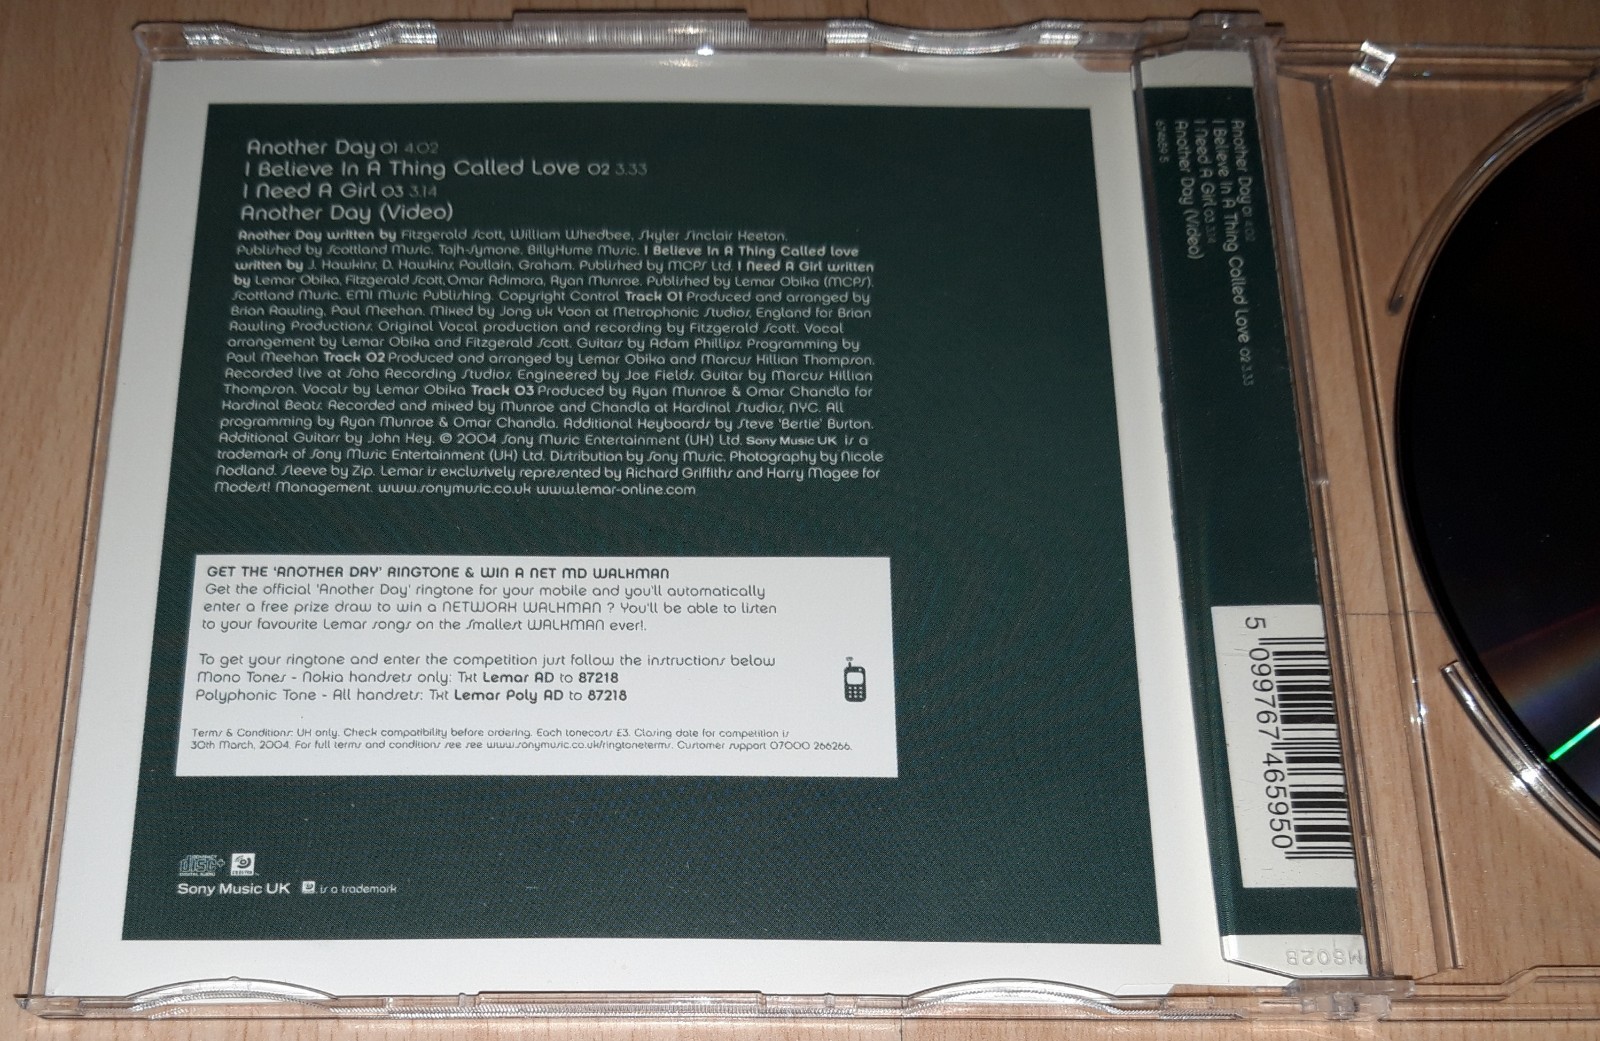 Another Day 01 4.02
I Believe In A Thing Called Love 02 3.33
I Need A Girl 03 3.14
Another Day (Video)
Another Day written by Fitzgerald Scott, William Whedbee, Skyler Sinclair Keeton.
Published by Scottland Music. Tajh-Symone. BillyHume Music. I Believe In A Thing Called love
written by J. Hawkins, D. Hawkins, Poullain, Graham. Published by MCPS Ltd. I Need A Girl written
by Lemar Obika, Fitzgerald Scott, Omar Adimora, Ryan Munroe. Published by Lemar Obika (MCPS).
Scottland Music. EMI Music Publishing. Copyright Control Track 01 Produced and arranged by
Brian Rawling, Paul Meehan. Mixed by Jong uk Yoon at Metrophonic Studios, England for Brian
Rawling Productions. Original Vocal production and recording by Fitzgerald Scott. Vocal
arrangement by Lemar Obika and Fitzgerald Scott. Guitars by Adam Phillips. Programming by
Paul Meehan Track 02 Produced and arranged by Lemar Obika and Marcus Killian Thompson.
Recorded live at Soho Recording Studios. Engineered by Joe Fields. Guitar by Marcus Killian
Thompson. Vocals by Lemar Obika Track 03 Produced by Ryan Munroe & Omar Chandla for
Kardinal Beats. Recorded and mixed by Munroe and Chandla at Kardinal Studios, NYC. All
programming by Ryan Munroe & Omar Chandla. Additional Keyboards by Steve 'Bertie' Burton.
Additional Guitars by John Key. © 2004 Sony Music Entertainment (UK) Ltd. Sony Music UK is a
trademark of Sony Music Entertainment (UK) Ltd. Distribution by Sony Music. Photography by Nicole
Nodland. Sleeve by Zip. Lemar is exclusively represented by Richard Griffiths and Harry Magee for
Modest! Management. www.sonymusic.co.uk www.lemar-online.com
GET THE 'ANOTHER DAY' RINGTONE & WIN A NET MD WALKMAN
Get the official 'Another Day' ringtone for your mobile and you'll automatically
enter a free prize draw to win a NETWORK WALKMAN ? You'll be able to listen
to your favourite Lemar songs on the smallest WALKMAN ever!.
To get your ringtone and enter the competition just follow the instructions below
Mono Tones - Nokia handsets only: Txt Lemar AD to 87218
Polyphonic Tone - All handsets: Txt Lemar Poly AD to 87218
Terms & Conditions: UK only. Check compatibility before ordering. Each tonecosts £3. Closing date for competition is
30th March, 2004. For full terms and conditions see see www.sonymusic.co.uk/ringtoneterms. Customer support 07000 266266.
disc+
Sony Music UK is a trademark
Another Day 01 4.02
I Believe In A Thing Called Love 02 3.33
I Need A Girl 03 3.14
Another Day (Video)
674659 5
5 099767 465950
MS02B